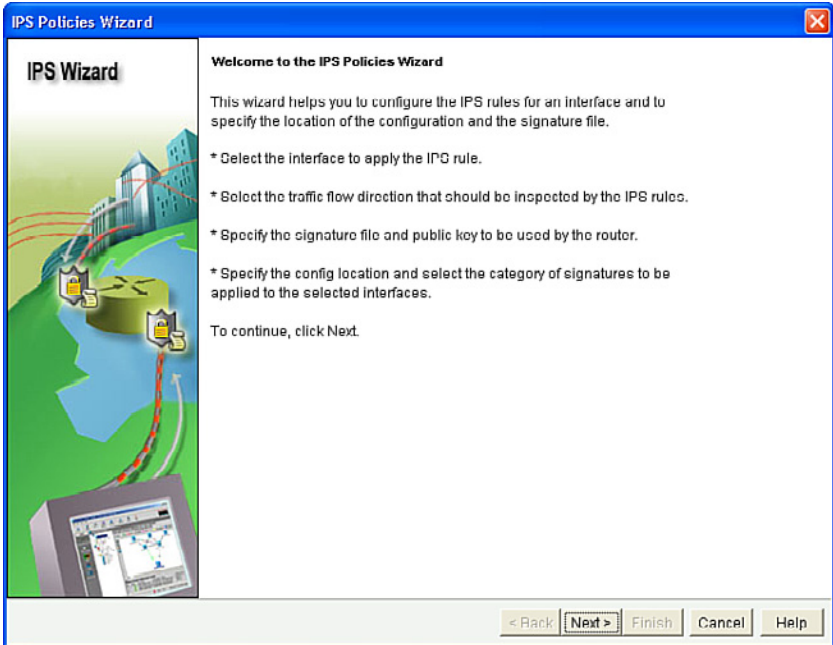 IPS Policies Wizard
IPS Wizard
Welcome to the IPS Policies Wizard
This wizard helps you to configure the IPS rules for an interface and to
specify the location of the configuration and the signature file.
* Select the interface to apply the IPS rule.
* Select the traffic flow direction that should be inspected by the IPS rules.
* Specify the signature file and public key to be used by the router.
* Specify the config location and select the category of signatures to be
applied to the selected interfaces.
To continue, click Next.
< Back Next > Finish Cancel Help